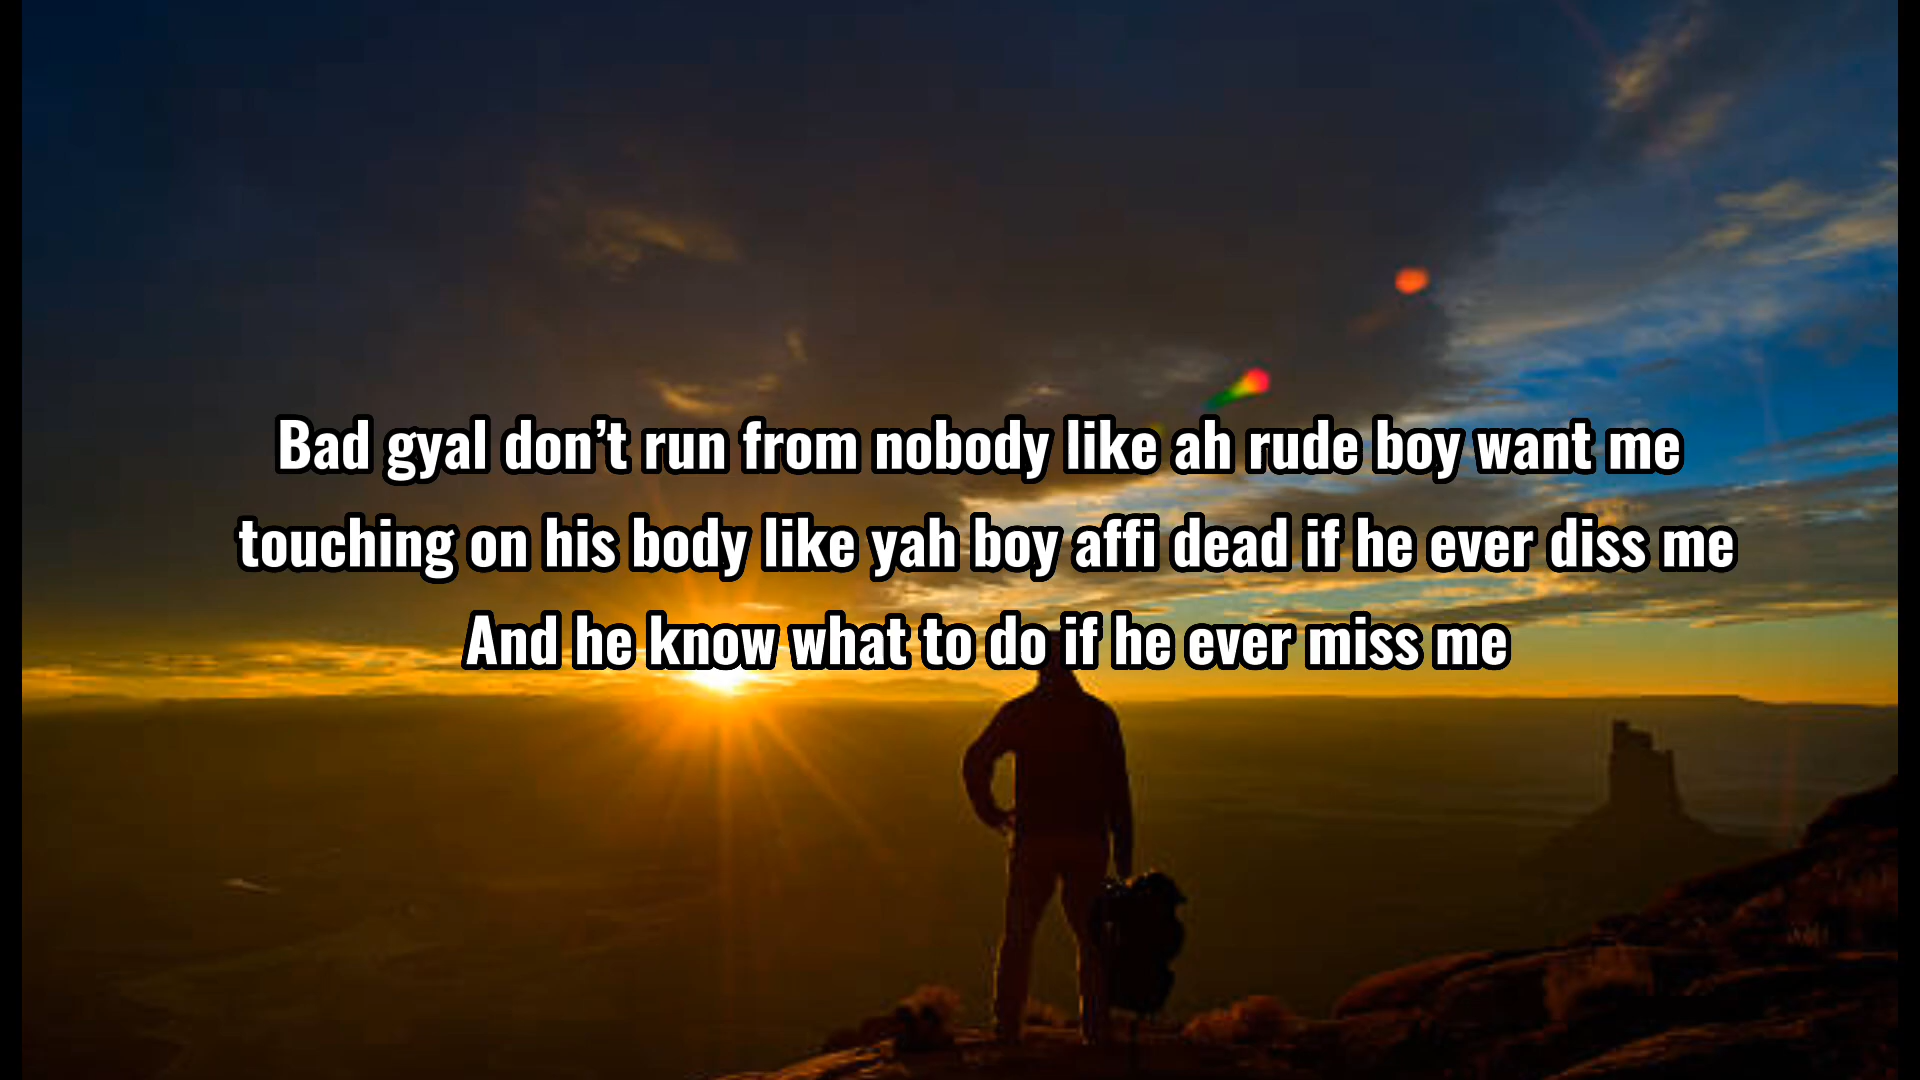 Bad gyal don’t run from nobody like ah rude boy want me
touching on his body like yah boy affi dead if he ever diss me
And he know what to do if he ever miss me